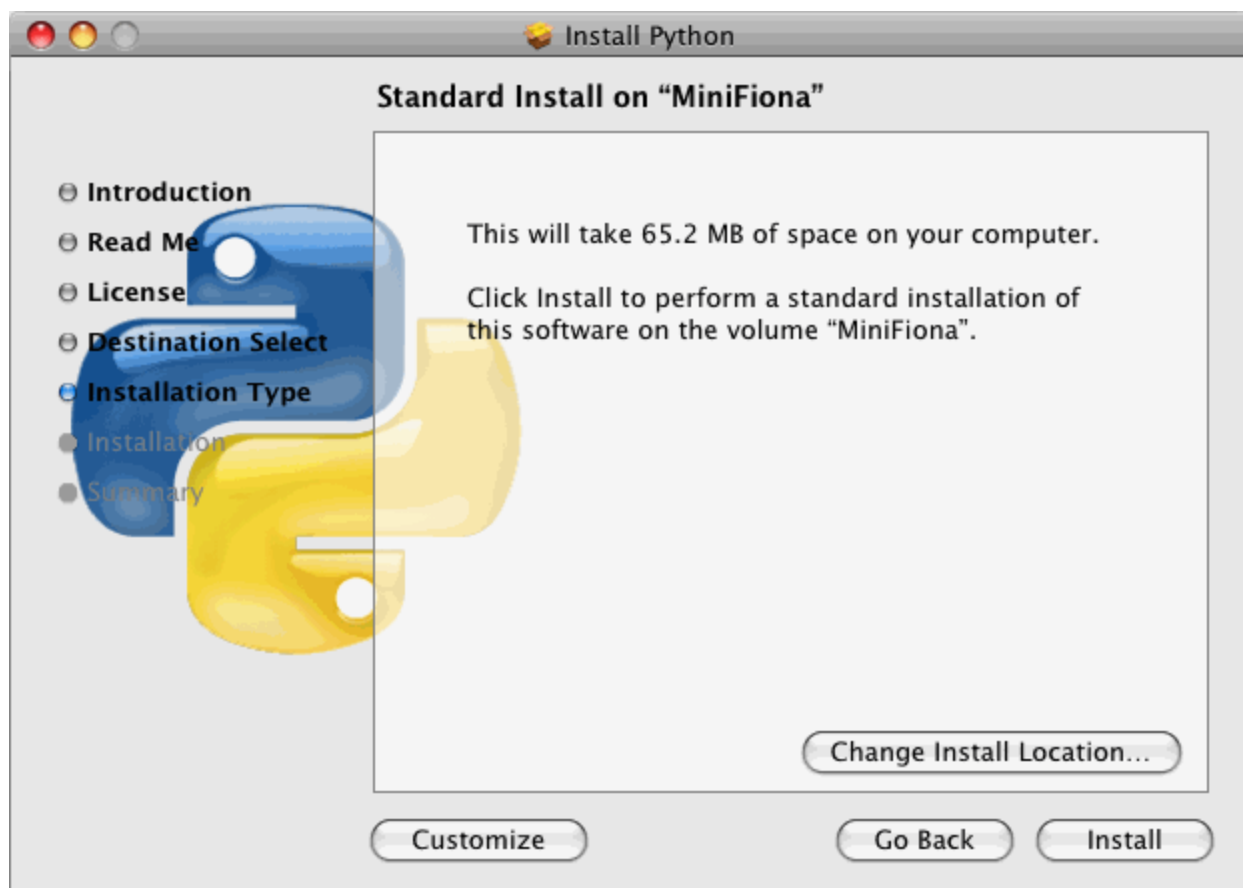 Install Python
Standard Install on “MiniFiona”
Introduction
Read Me
License
Destination Select
Installation Type
Installation
Summary
This will take 65.2 MB of space on your computer.
Click Install to perform a standard installation of
this software on the volume “MiniFiona”.
Change Install Location...
Customize
Go Back
Install